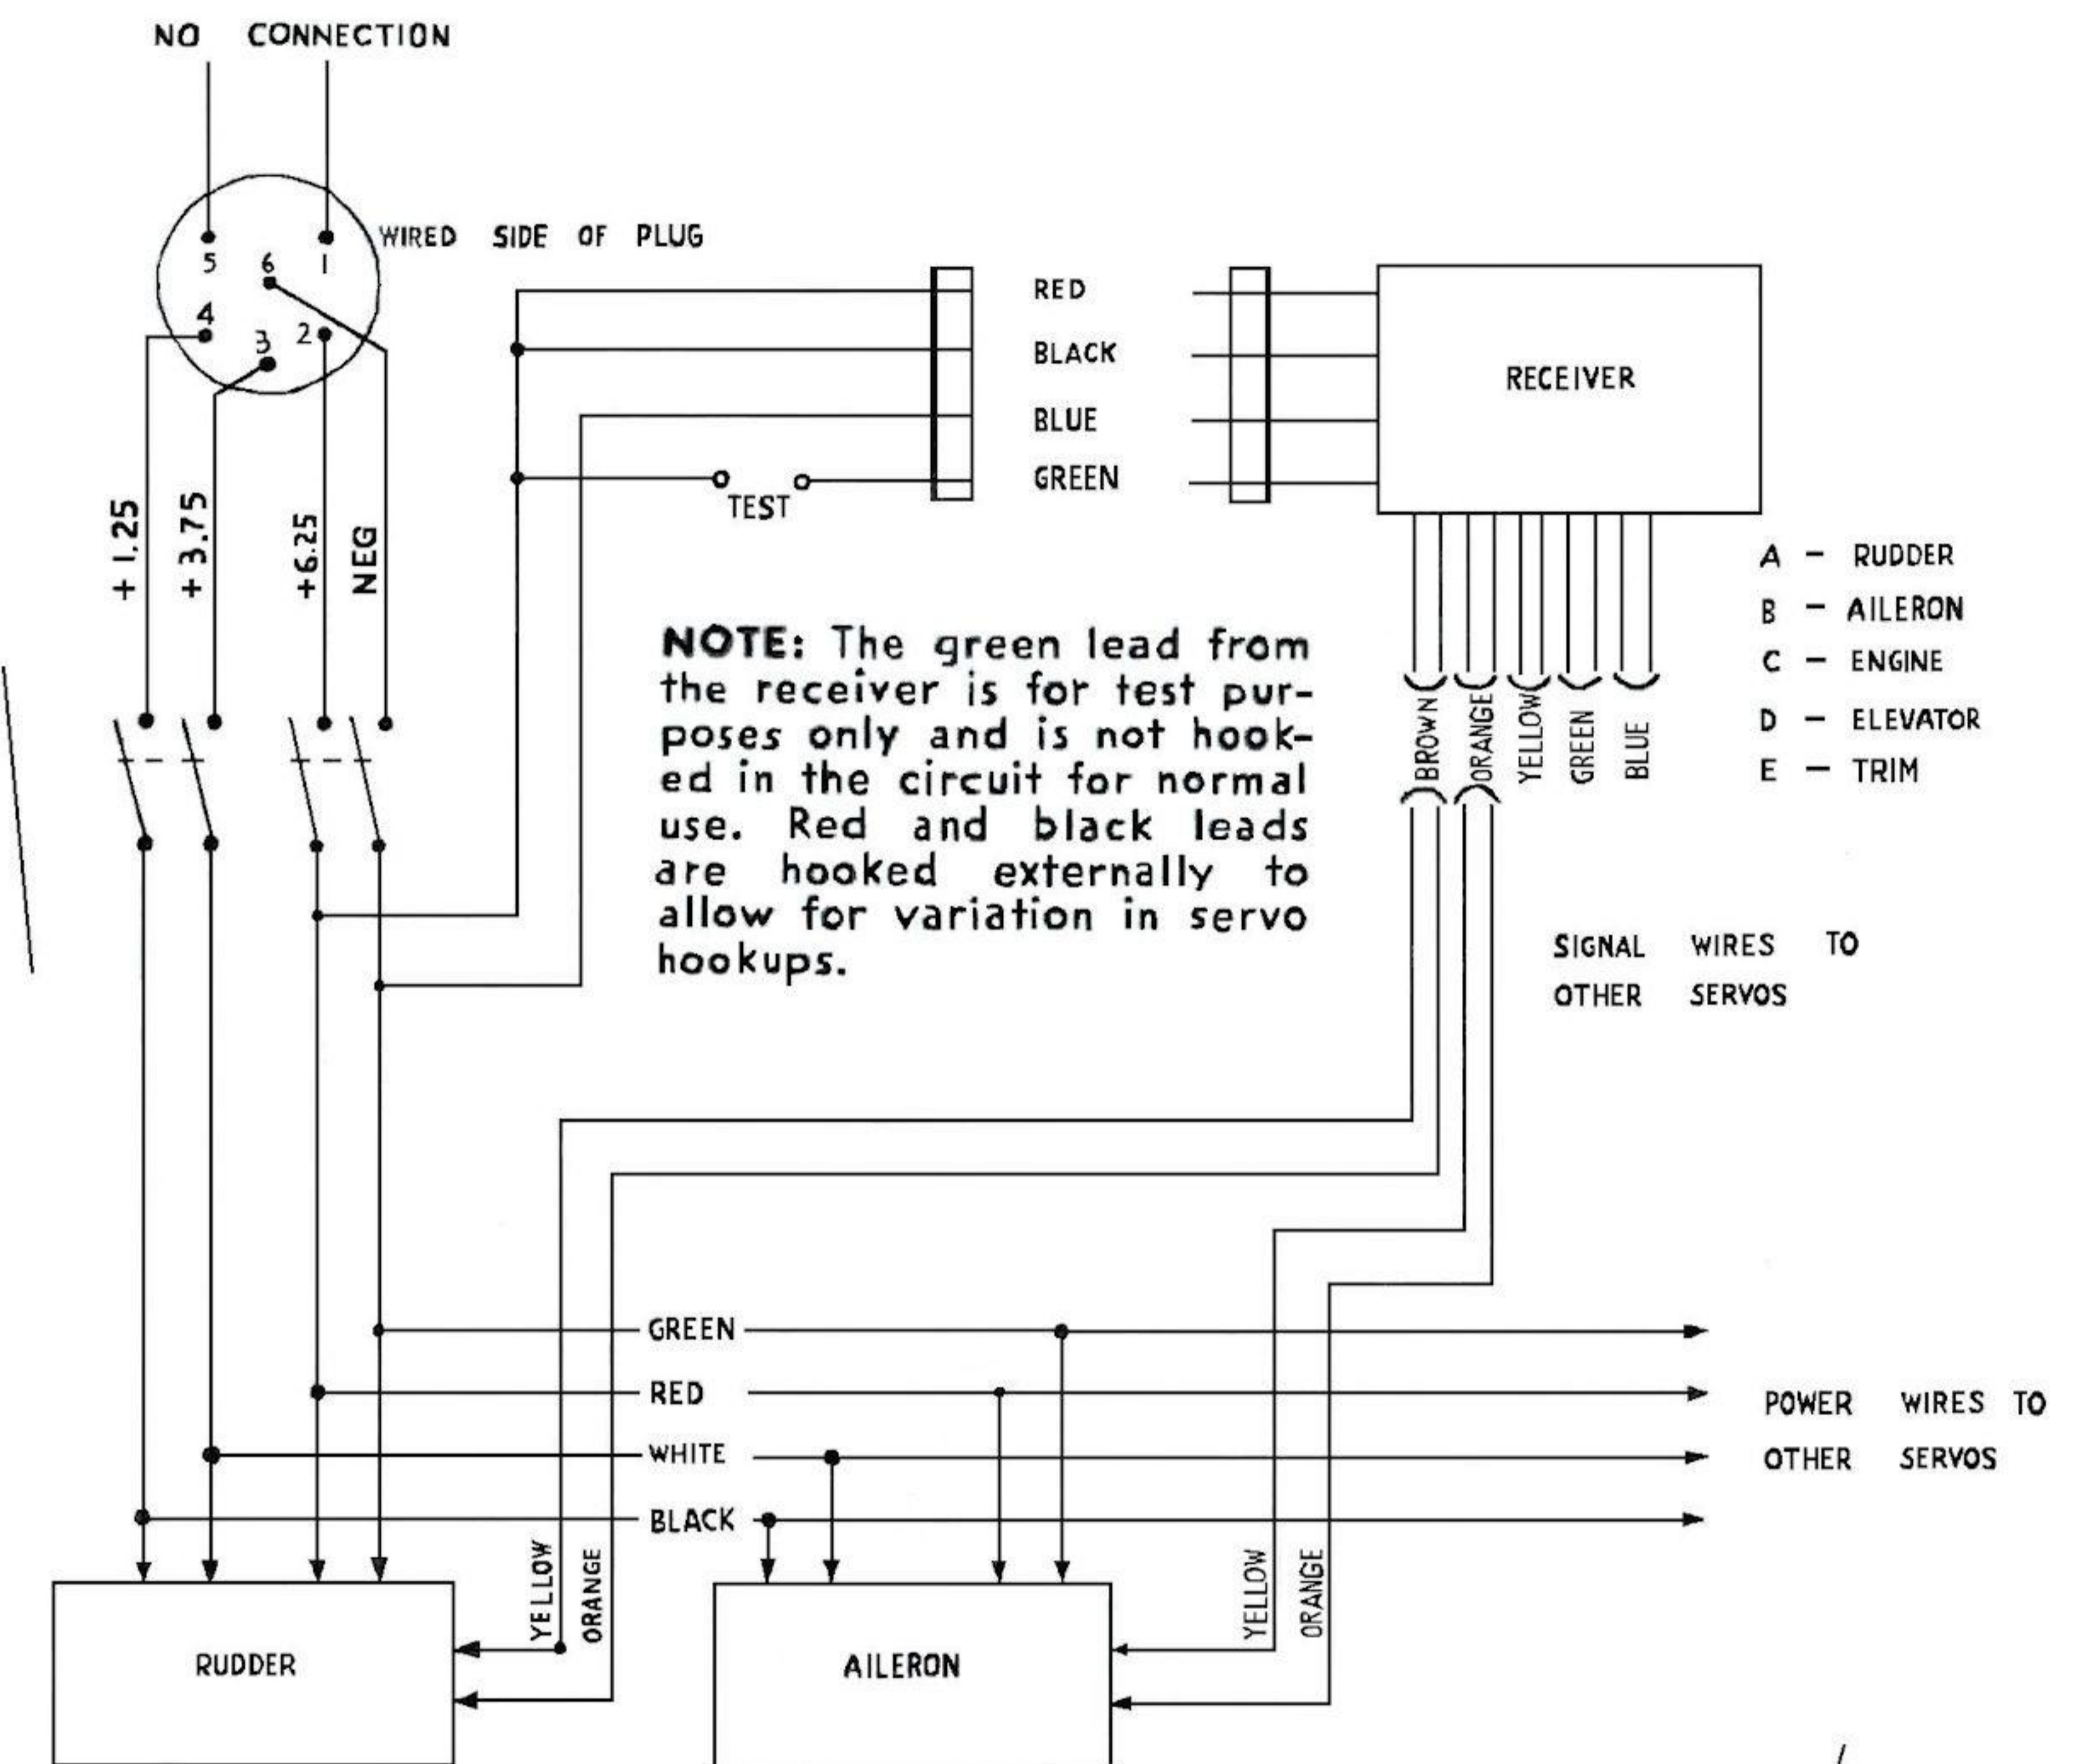 NO CONNECTION
WIRED SIDE OF PLUG
5 6 1
4 3 2
+ 1.25
+ 3.75
+6.25
NEG
RED
BLACK
BLUE
GREEN
TEST
RECEIVER
A - RUDDER
B - AILERON
C - ENGINE
D - ELEVATOR
E - TRIM
BROWN
ORANGE
YELLOW
GREEN
BLUE
NOTE: The green lead from
the receiver is for test pur-
poses only and is not hook-
ed in the circuit for normal
use. Red and black leads
are hooked externally to
allow for variation in servo
hookups.
SIGNAL WIRES TO
OTHER SERVOS
GREEN
RED
WHITE
BLACK
POWER WIRES TO
OTHER SERVOS
YELLOW
ORANGE
YELLOW
ORANGE
RUDDER
AILERON